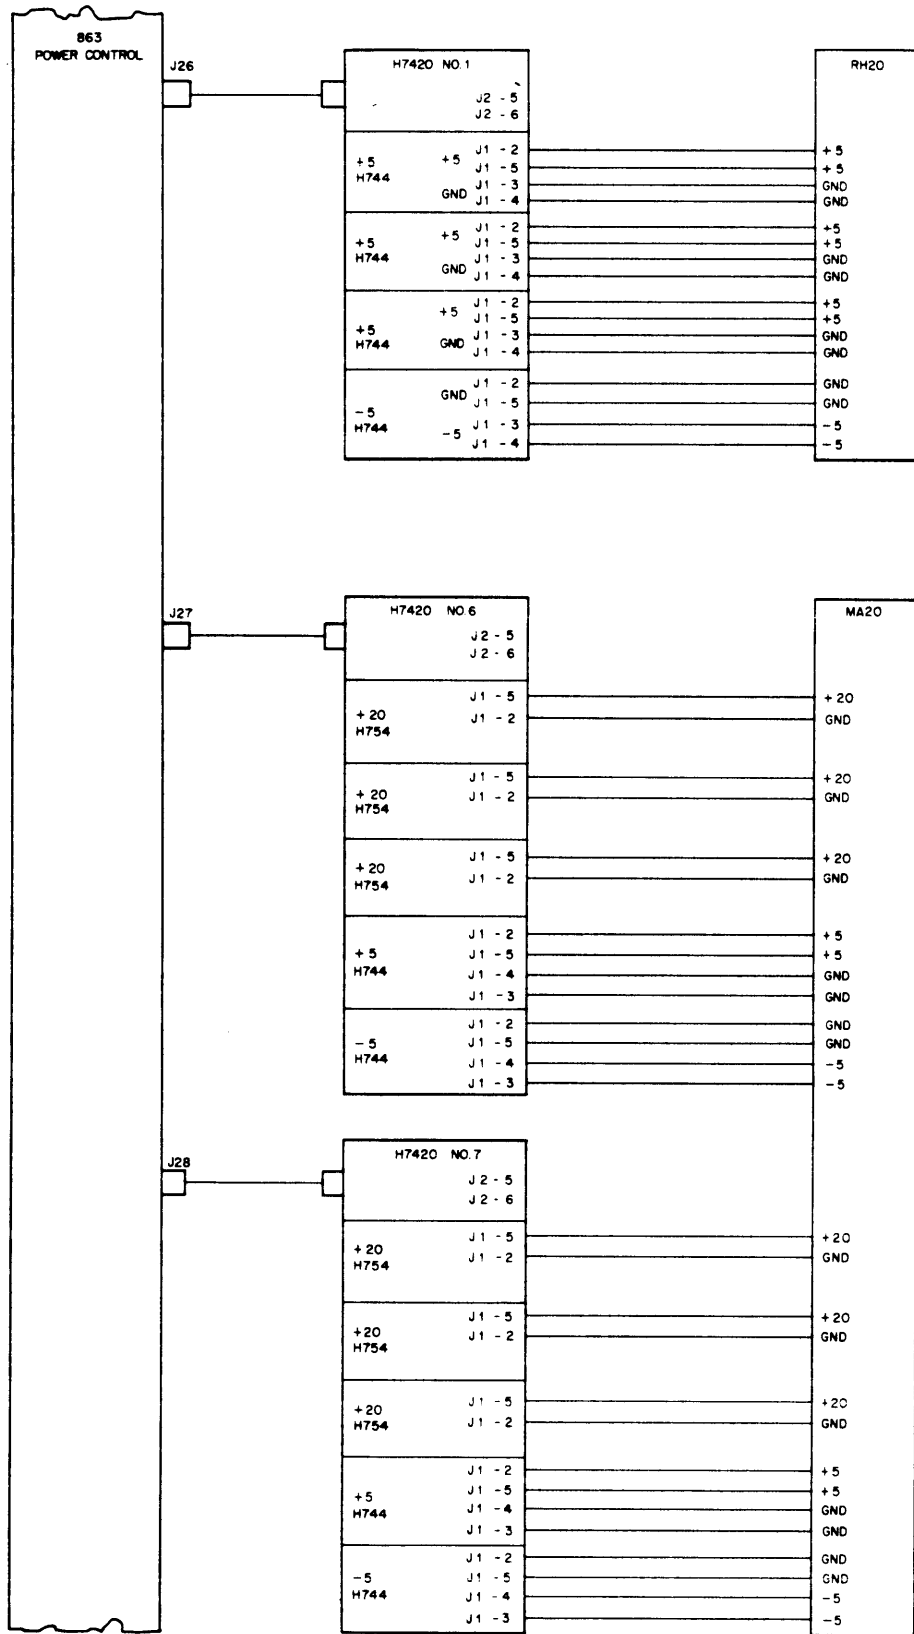 863
POWER CONTROL
J26
H7420 NO.1
J2 - 5
J2 - 6
RH20
+5
H744
+5
GND
J1 - 2
J1 - 5
J1 - 3
J1 - 4
+5
+5
GND
GND
+5
H744
+5
GND
J1 - 2
J1 - 5
J1 - 3
J1 - 4
+5
+5
GND
GND
+5
H744
+5
GND
J1 - 2
J1 - 5
J1 - 3
J1 - 4
+5
+5
GND
GND
-5
H744
GND
-5
J1 - 2
J1 - 5
J1 - 3
J1 - 4
GND
GND
-5
-5
J27
H7420 NO.6
J2 - 5
J2 - 6
MA20
+20
H754
J1 - 5
J1 - 2
+20
GND
+20
H754
J1 - 5
J1 - 2
+20
GND
+20
H754
J1 - 5
J1 - 2
+20
GND
+5
H744
J1 - 2
J1 - 5
J1 - 4
J1 - 3
+5
+5
GND
GND
-5
H744
J1 - 2
J1 - 5
J1 - 4
J1 - 3
GND
GND
-5
-5
J28
H7420 NO.7
J2 - 5
J2 - 6
+20
H754
J1 - 5
J1 - 2
+20
GND
+20
H754
J1 - 5
J1 - 2
+20
GND
+20
H754
J1 - 5
J1 - 2
+20
GND
+5
H744
J1 - 2
J1 - 5
J1 - 4
J1 - 3
+5
+5
GND
GND
-5
H744
J1 - 2
J1 - 5
J1 - 4
J1 - 3
GND
GND
-5
-5